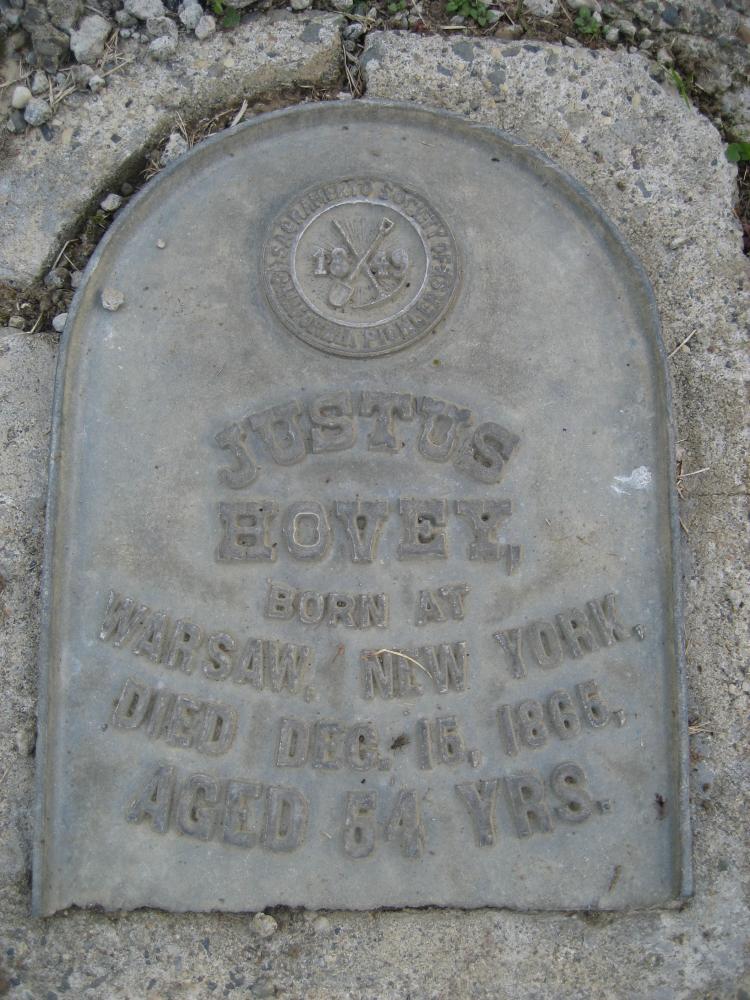 SACRAMENTO SOCIETY OF CALIFORNIA PIONEERS
1849
JUSTUS
HOVEY,
BORN AT
WARSAW, NEW YORK,
DIED DEC. 15, 1865,
AGED 54 YRS.